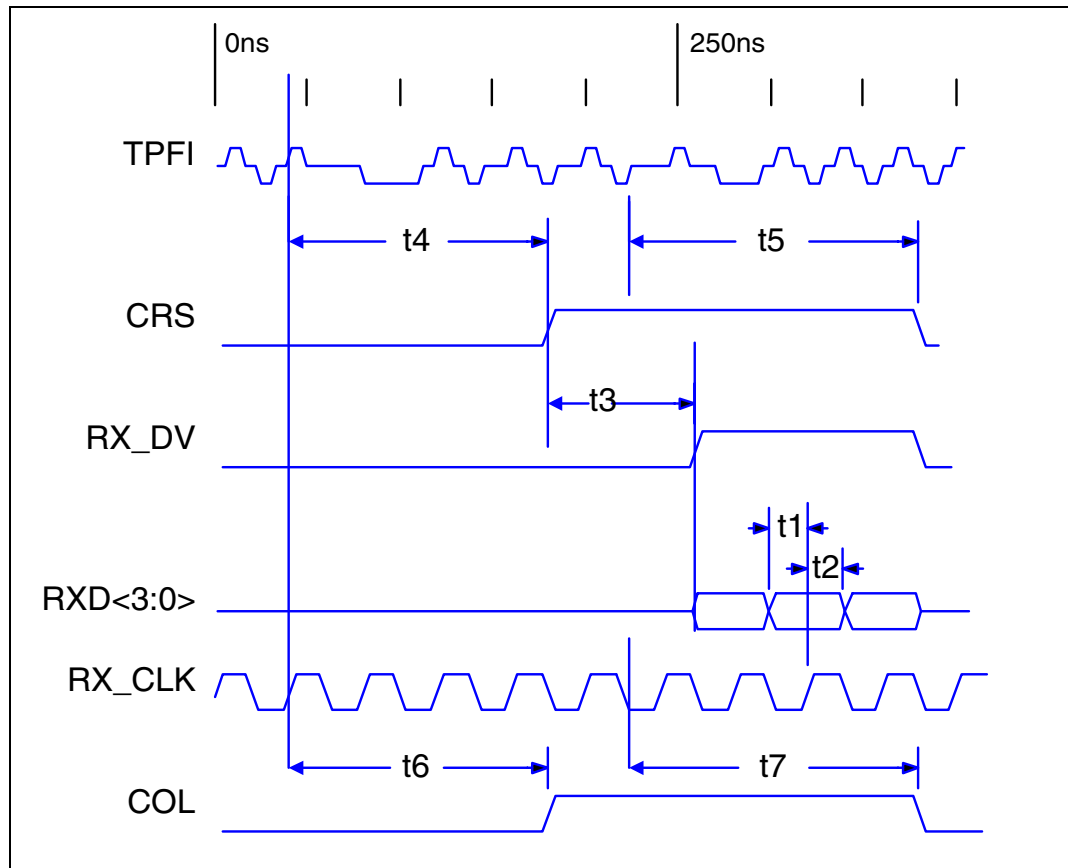 0ns 250ns
TPFI
t4 t5
CRS
t3
RX_DV
t1
t2
RXD<3:0>
RX_CLK
t6 t7
COL